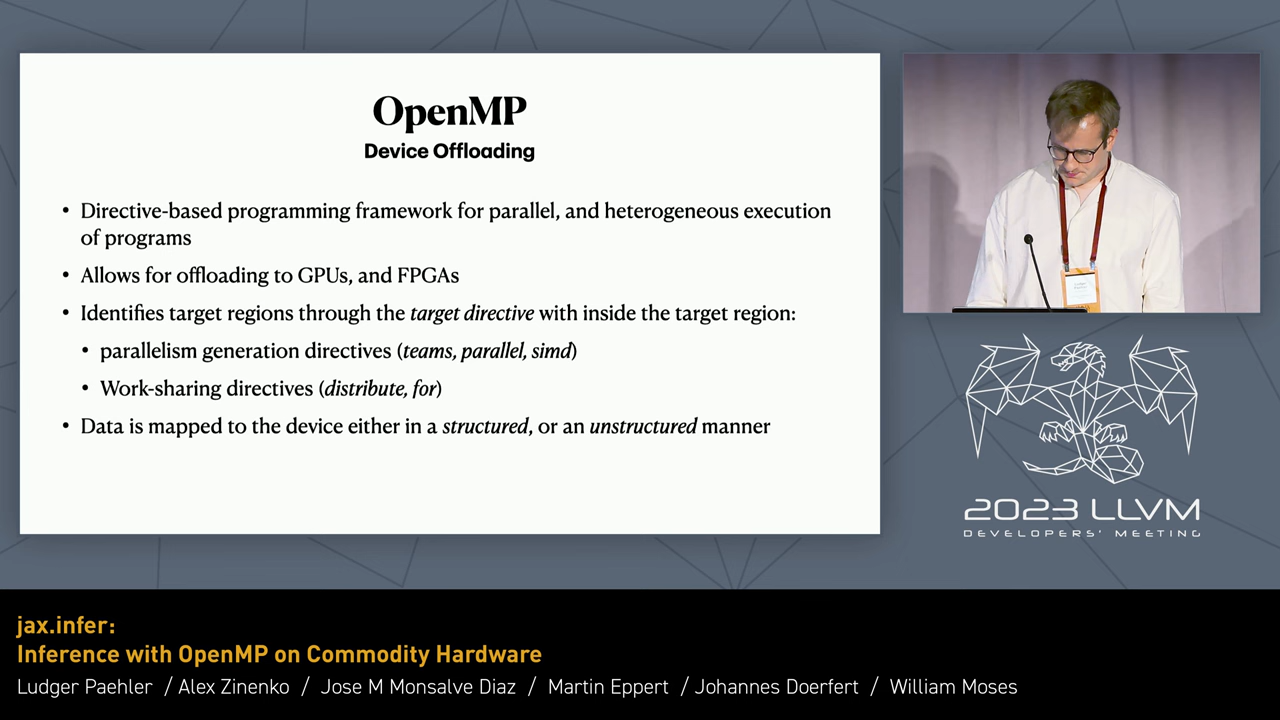 OpenMP
Device Offloading
• Directive-based programming framework for parallel, and heterogeneous execution
of programs
• Allows for offloading to GPUs, and FPGAs
• Identifies target regions through the target directive with inside the target region:
• parallelism generation directives (teams, parallel, simd)
• Work-sharing directives (distribute, for)
• Data is mapped to the device either in a structured, or an unstructured manner
2023 LLVM
DEVELOPERS' MEETING
jax.infer:
Inference with OpenMP on Commodity Hardware
Ludger Paehler / Alex Zinenko / Jose M Monsalve Diaz / Martin Eppert / Johannes Doerfert / William Moses